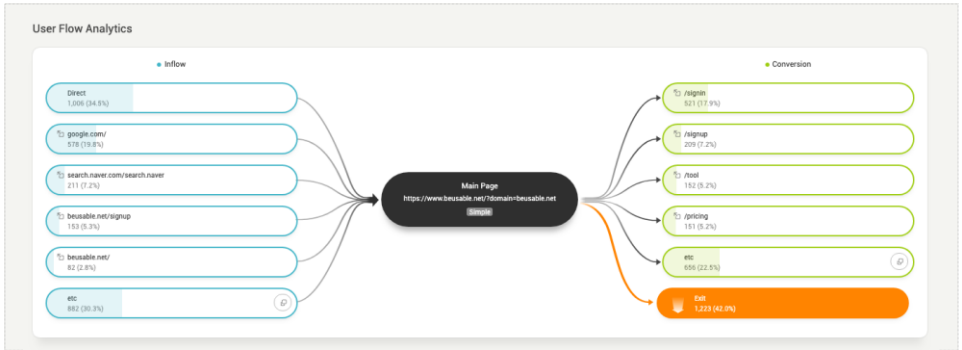 User Flow Analytics
Inflow
Conversion
Direct
1,006 (34.5%)
google.com/
578 (19.8%)
search.naver.com/search.naver
211 (7.2%)
beusable.net/signup
153 (5.3%)
beusable.net/
82 (2.8%)
etc
882 (30.3%)
Main Page
https://www.beusable.net/?domain=beusable.net
Simple
/signin
521 (17.9%)
/signup
209 (7.2%)
/tool
152 (5.2%)
/pricing
151 (5.2%)
etc
656 (22.5%)
Exit
1,223 (42.0%)